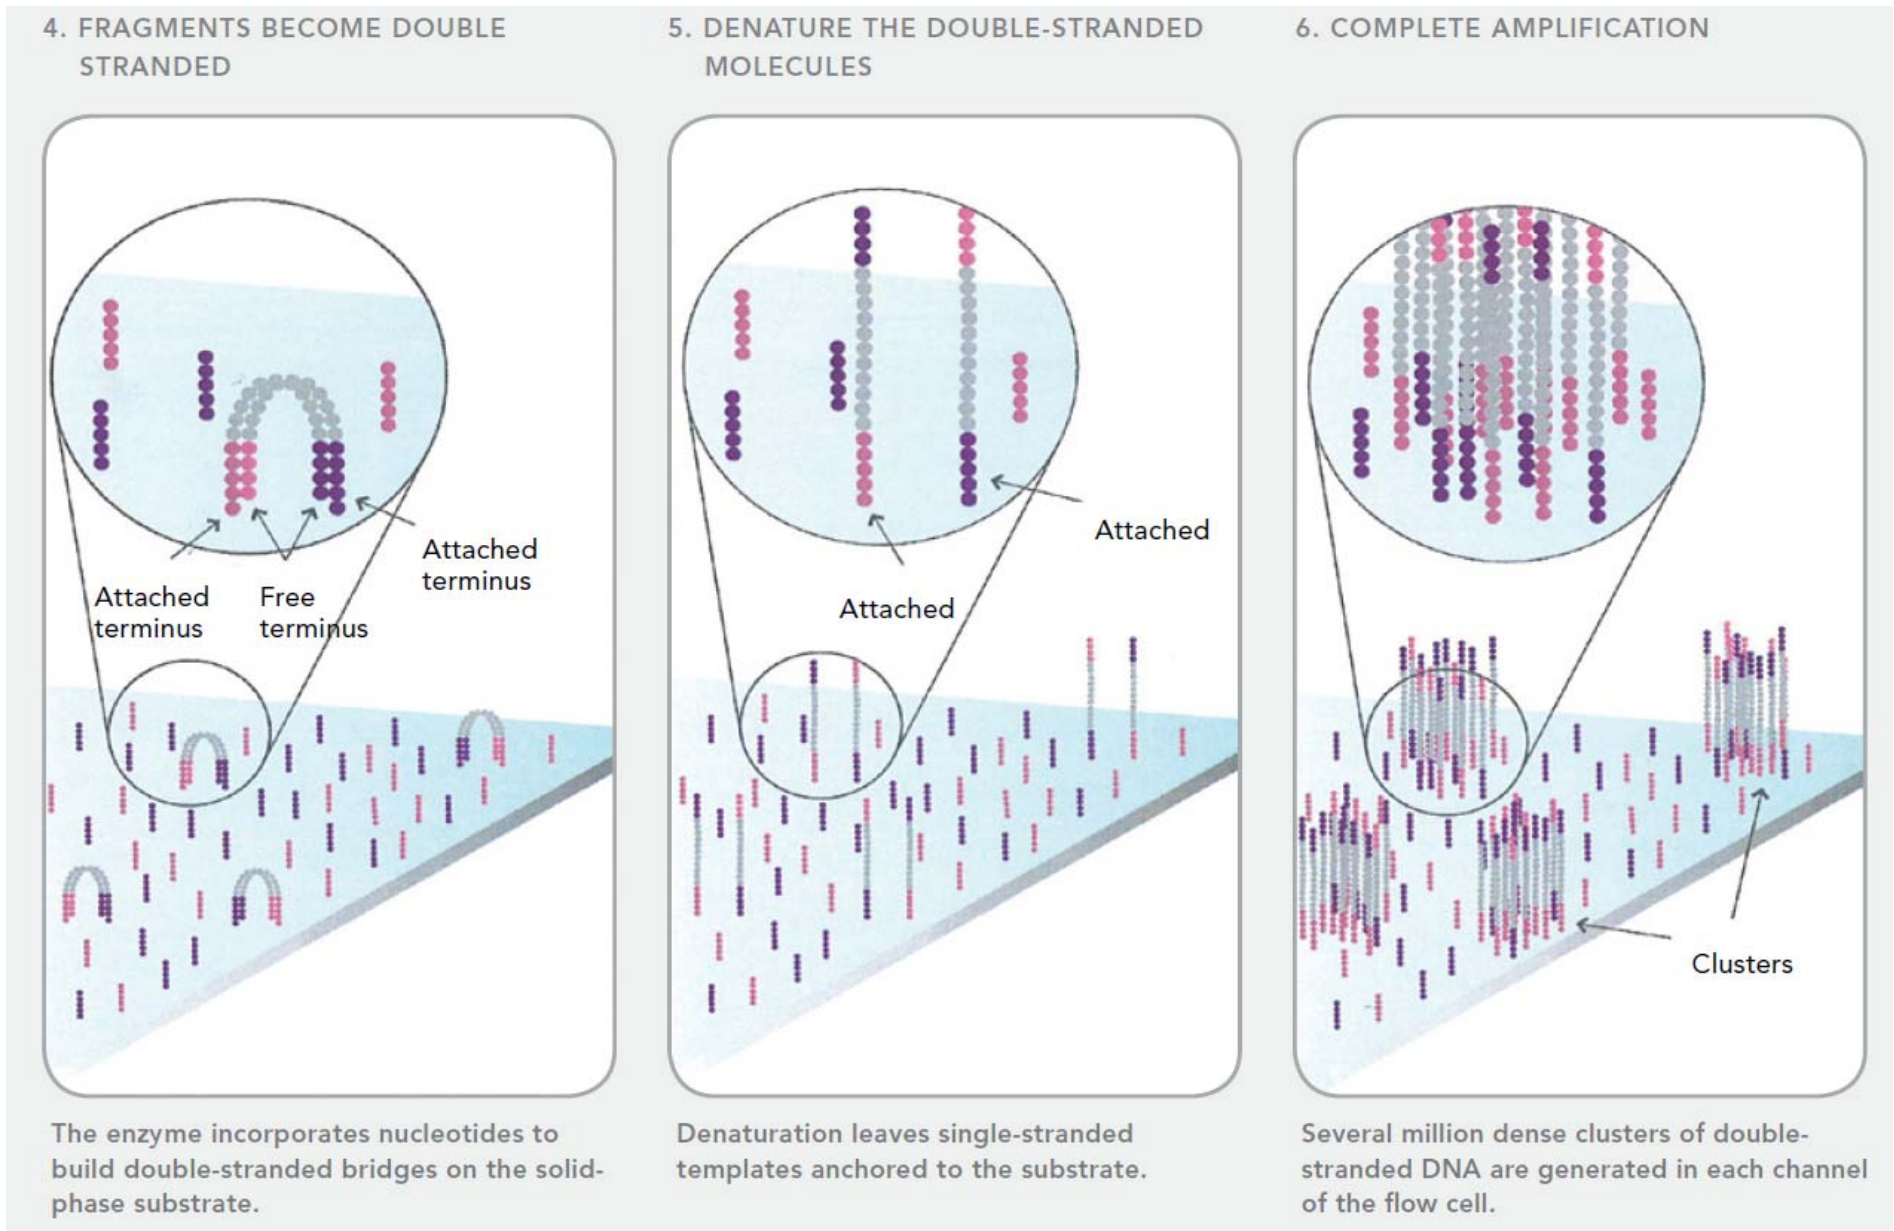 4. FRAGMENTS BECOME DOUBLE
STRANDED
5. DENATURE THE DOUBLE-STRANDED
MOLECULES
6. COMPLETE AMPLIFICATION
Attached
terminus
Free
terminus
Attached
terminus
Attached
Attached
Clusters
The enzyme incorporates nucleotides to
build double-stranded bridges on the solid-
phase substrate.
Denaturation leaves single-stranded
templates anchored to the substrate.
Several million dense clusters of double-
stranded DNA are generated in each channel
of the flow cell.